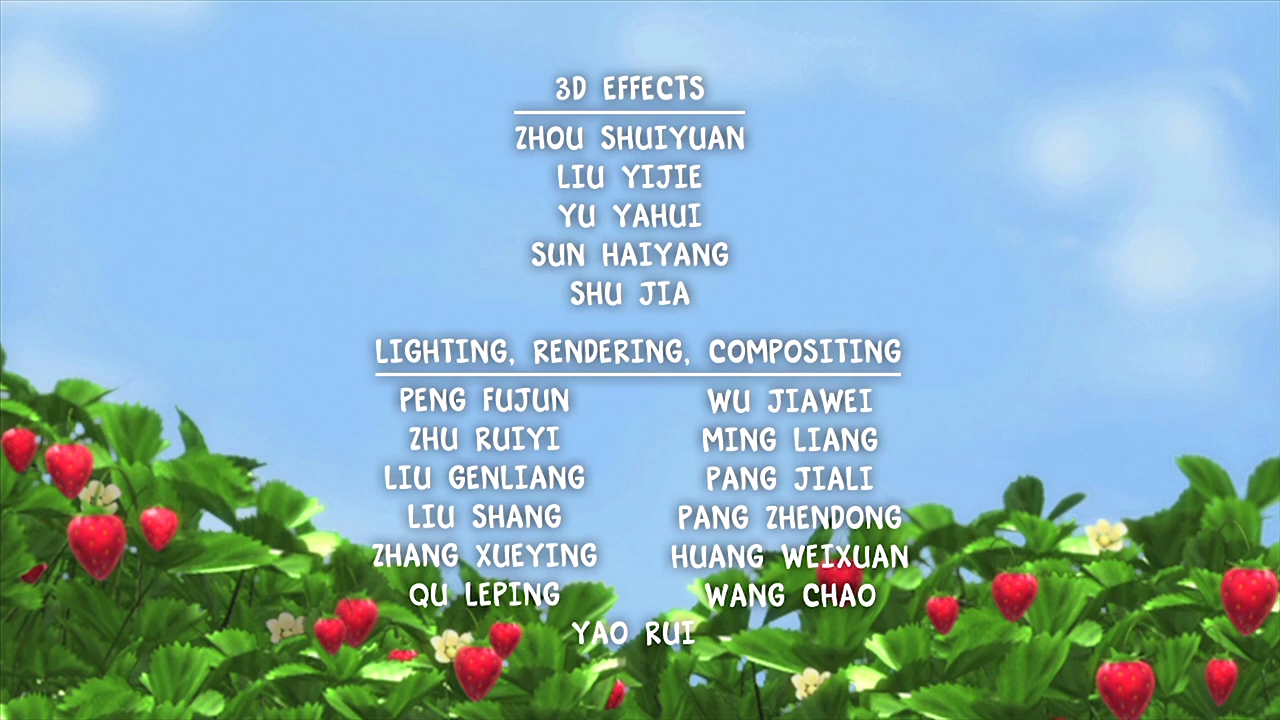 3D EFFECTS
ZHOU SHUIYUAN
LIU YIJIE
YU YAHUI
SUN HAIYANG
SHU JIA
LIGHTING, RENDERING, COMPOSITING
PENG FUJUN WU JIAWEI
ZHU RUIYI MING LIANG
LIU GENLIANG PANG JIALI
LIU SHANG PANG ZHENDONG
ZHANG XUEYING HUANG WEIXUAN
QU LEPING WANG CHAO
YAO RUI